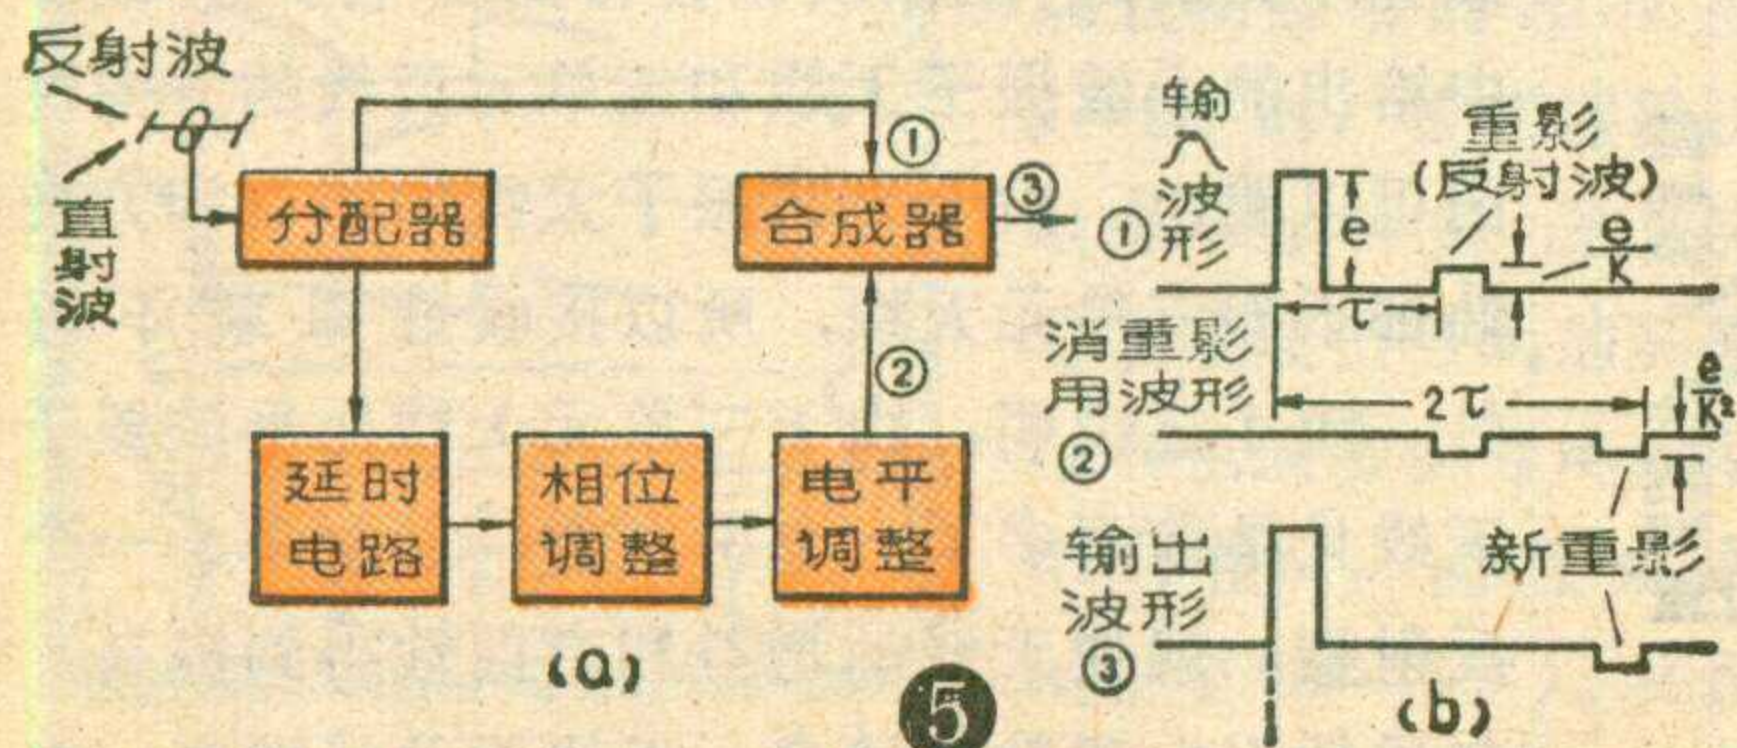 反射波
直射波
分配器
合成器
①
③
②
延时
电路
相位
调整
电平
调整
(a)
输入波形
①
重影
(反射波)
e
e/K
τ
消重影
用波形
②
2τ
e/K²
新重影
输出
波形
③
(b)
5